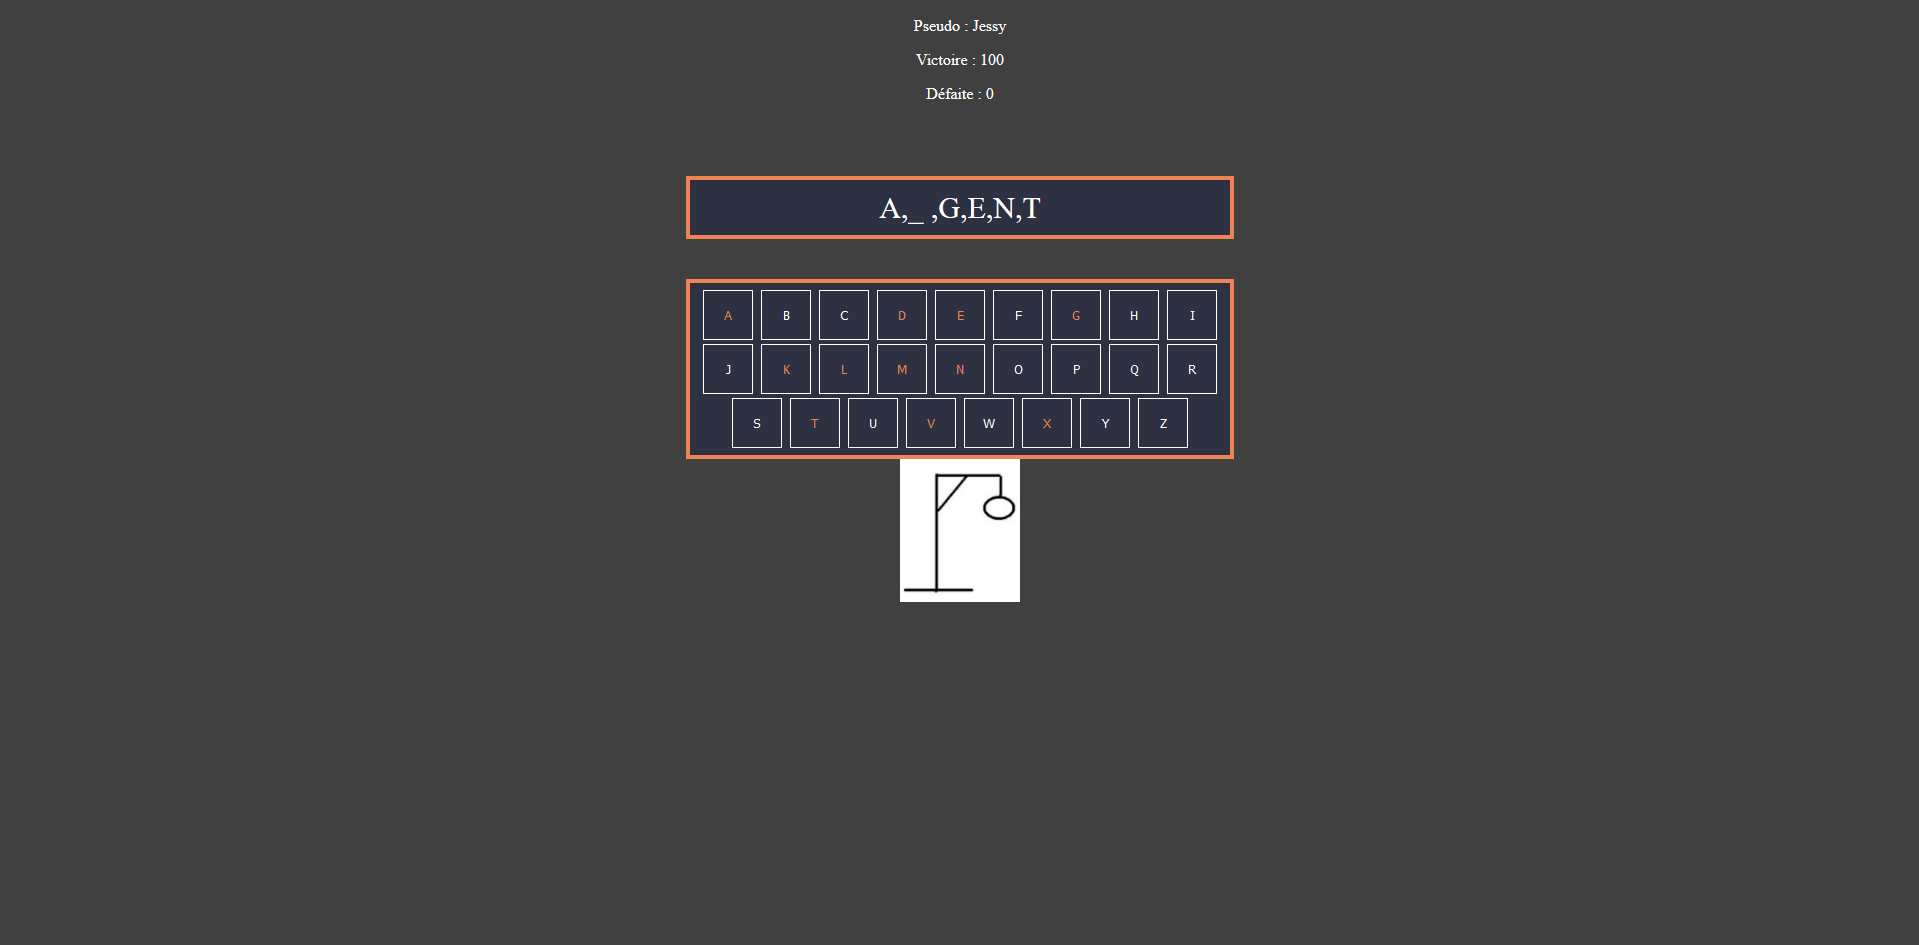 Pseudo : Jessy
Victoire : 100
Défaite : 0
A,_ ,G,E,N,T
A B C D E F G H I
J K L M N O P Q R
S T U V W X Y Z